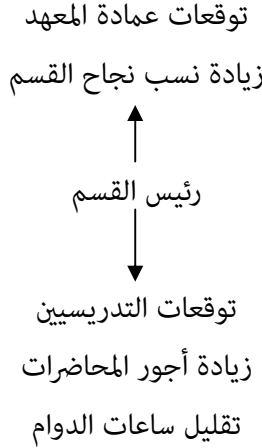 توقعات عمادة المعهد
زيادة نسب نجاح القسم
رئيس القسم
توقعات التدريسيين
زيادة أجور المحاضرات
تقليل ساعات الدوام